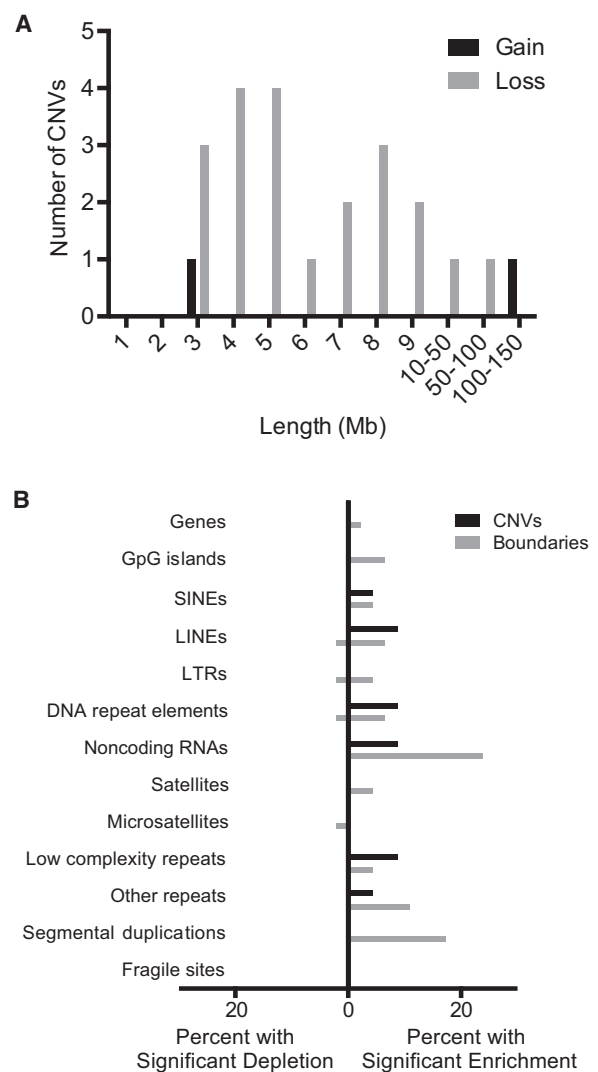 A
Number of CNVs
5
4
3
2
1
0
Gain
Loss
1
2
3
4
5
6
7
8
9
10-50
50-100
100-150
Length (Mb)
B
CNVs
Boundaries
Genes
GpG islands
SINEs
LINEs
LTRs
DNA repeat elements
Noncoding RNAs
Satellites
Microsatellites
Low complexity repeats
Other repeats
Segmental duplications
Fragile sites
20
0
20
Percent with
Significant Depletion
Percent with
Significant Enrichment